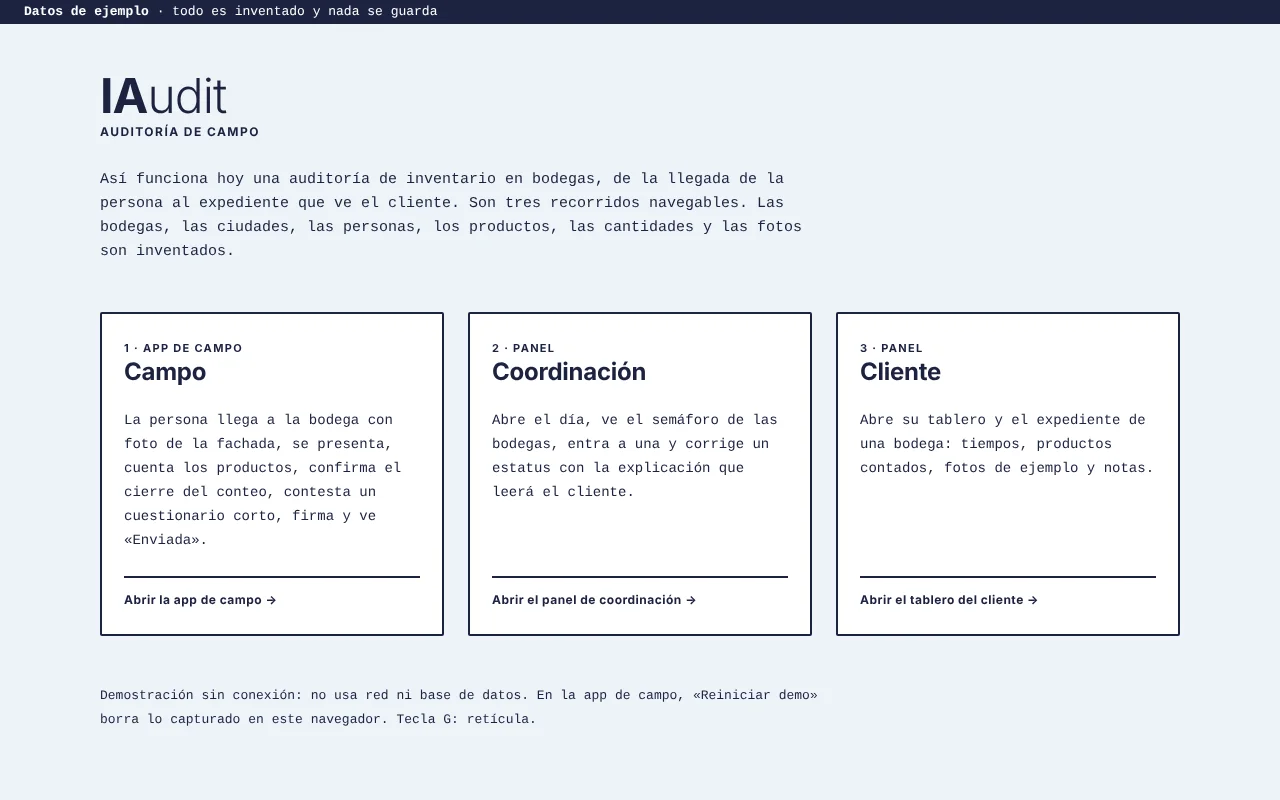 Datos de ejemplo · todo es inventado y nada se guarda
IAudit
AUDITORÍA DE CAMPO
Así funciona hoy una auditoría de inventario en bodegas, de la llegada de la
persona al expediente que ve el cliente. Son tres recorridos navegables. Las
bodegas, las ciudades, las personas, los productos, las cantidades y las fotos
son inventados.
1 · APP DE CAMPO
Campo
La persona llega a la bodega con
foto de la fachada, se presenta,
cuenta los productos, confirma el
cierre del conteo, contesta un
cuestionario corto, firma y ve
«Enviada».
Abrir la app de campo →
2 · PANEL
Coordinación
Abre el día, ve el semáforo de las
bodegas, entra a una y corrige un
estatus con la explicación que
leerá el cliente.
Abrir el panel de coordinación →
3 · PANEL
Cliente
Abre su tablero y el expediente de
una bodega: tiempos, productos
contados, fotos de ejemplo y notas.
Abrir el tablero del cliente →
Demostración sin conexión: no usa red ni base de datos. En la app de campo, «Reiniciar demo»
borra lo capturado en este navegador. Tecla G: retícula.